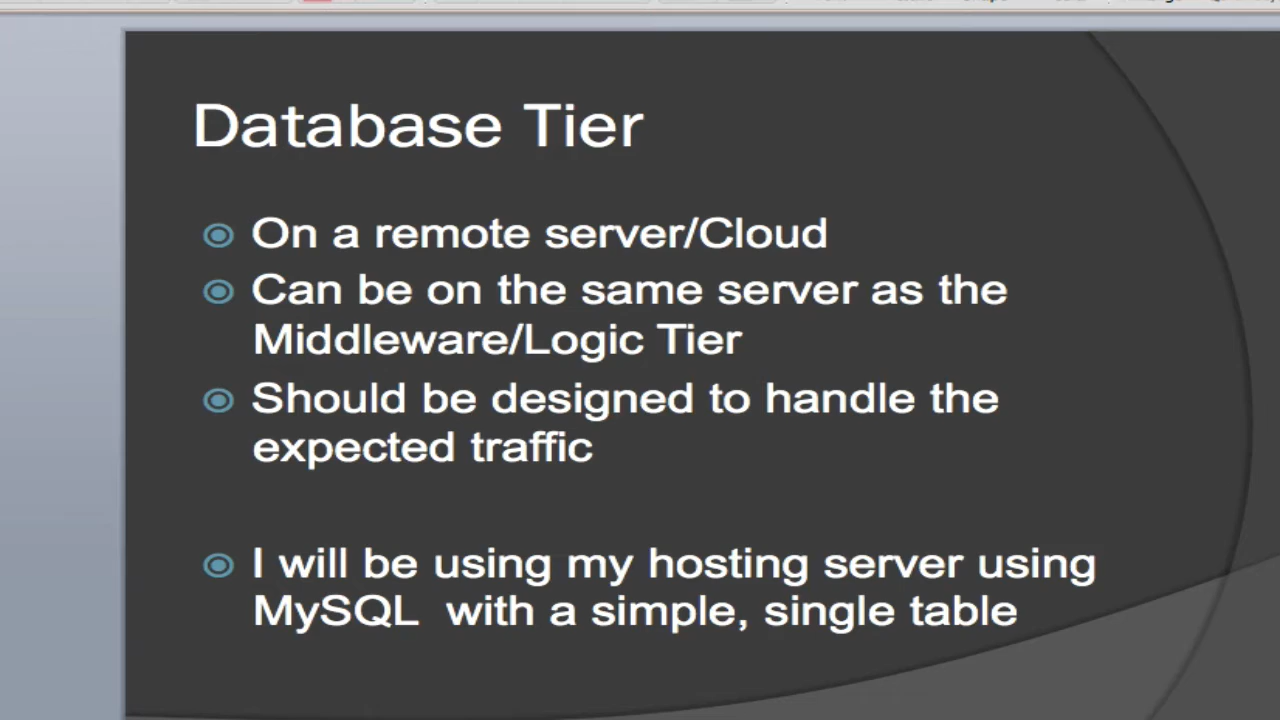 Database Tier
On a remote server/Cloud
Can be on the same server as the
Middleware/Logic Tier
Should be designed to handle the
expected traffic
I will be using my hosting server using
MySQL with a simple, single table